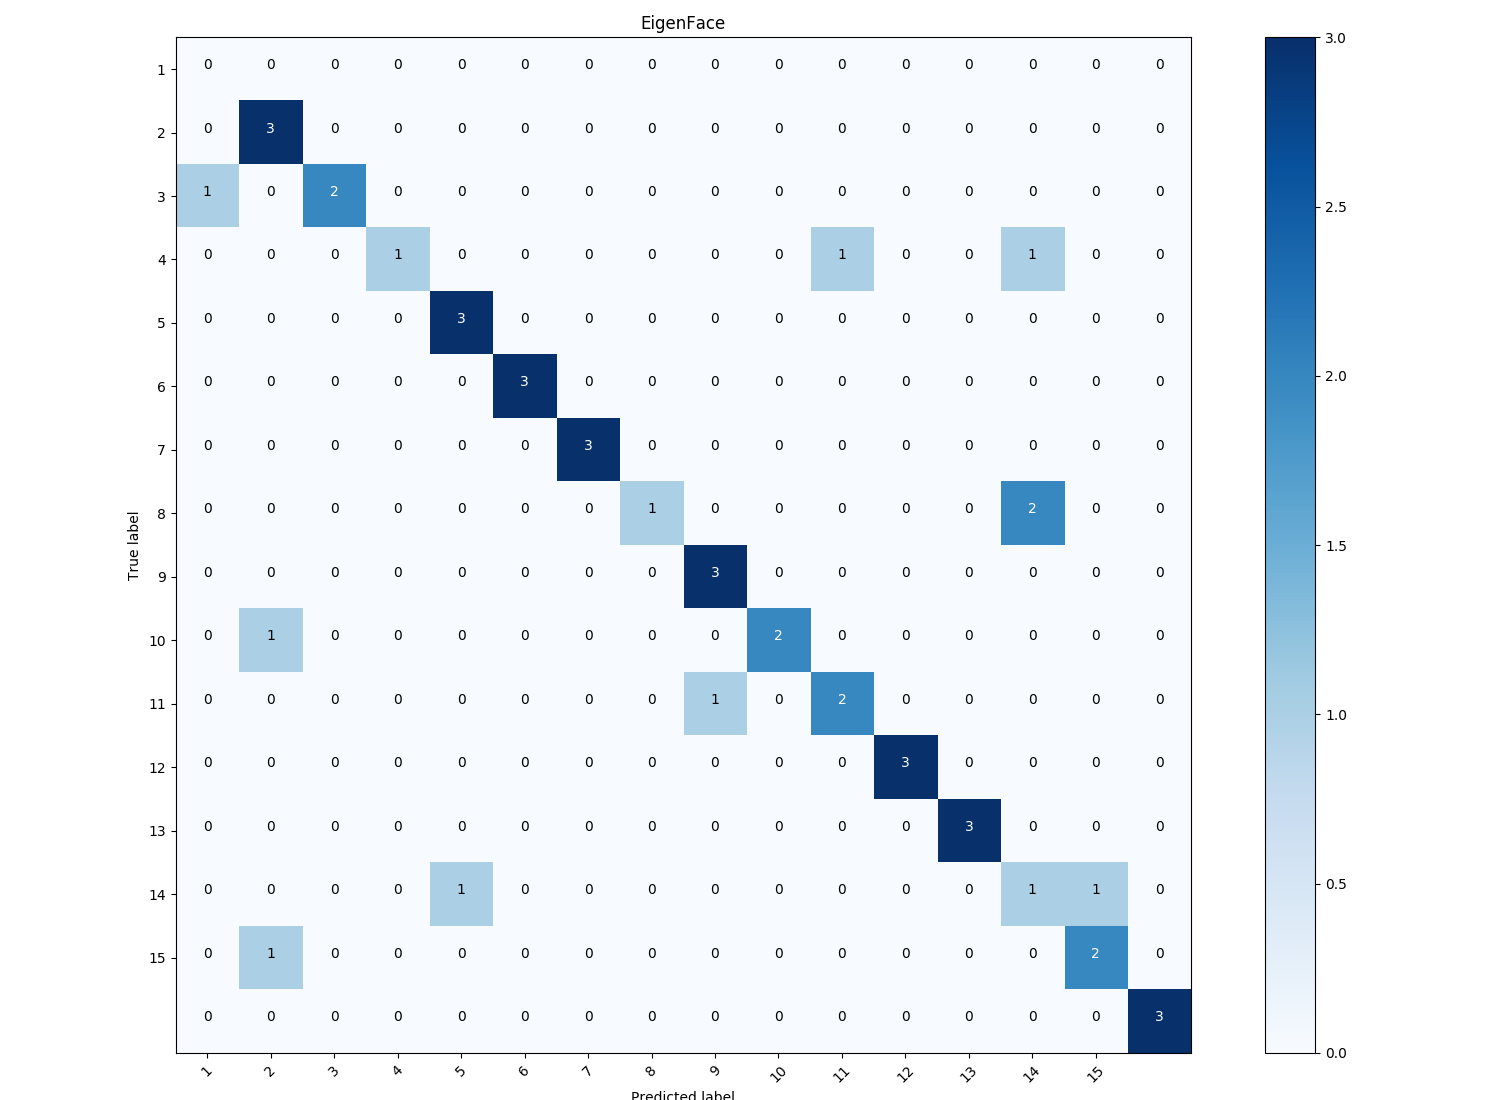 EigenFace
1 0 0 0 0 0 0 0 0 0 0 0 0 0 0 0 0
2 0 3 0 0 0 0 0 0 0 0 0 0 0 0 0 0
3 1 0 2 0 0 0 0 0 0 0 0 0 0 0 0 0
4 0 0 0 1 0 0 0 0 0 0 1 0 0 1 0 0
5 0 0 0 0 3 0 0 0 0 0 0 0 0 0 0 0
6 0 0 0 0 0 3 0 0 0 0 0 0 0 0 0 0
7 0 0 0 0 0 0 3 0 0 0 0 0 0 0 0 0
8 0 0 0 0 0 0 0 1 0 0 0 0 0 2 0 0
9 0 0 0 0 0 0 0 0 3 0 0 0 0 0 0 0
10 0 1 0 0 0 0 0 0 0 2 0 0 0 0 0 0
11 0 0 0 0 0 0 0 0 1 0 2 0 0 0 0 0
12 0 0 0 0 0 0 0 0 0 0 0 3 0 0 0 0
13 0 0 0 0 0 0 0 0 0 0 0 0 3 0 0 0
14 0 0 0 0 1 0 0 0 0 0 0 0 0 1 1 0
15 0 1 0 0 0 0 0 0 0 0 0 0 0 0 2 0
0 0 0 0 0 0 0 0 0 0 0 0 0 0 0 3
1 2 3 4 5 6 7 8 9 10 11 12 13 14 15
True label
Predicted label
3.0
2.5
2.0
1.5
1.0
0.5
0.0